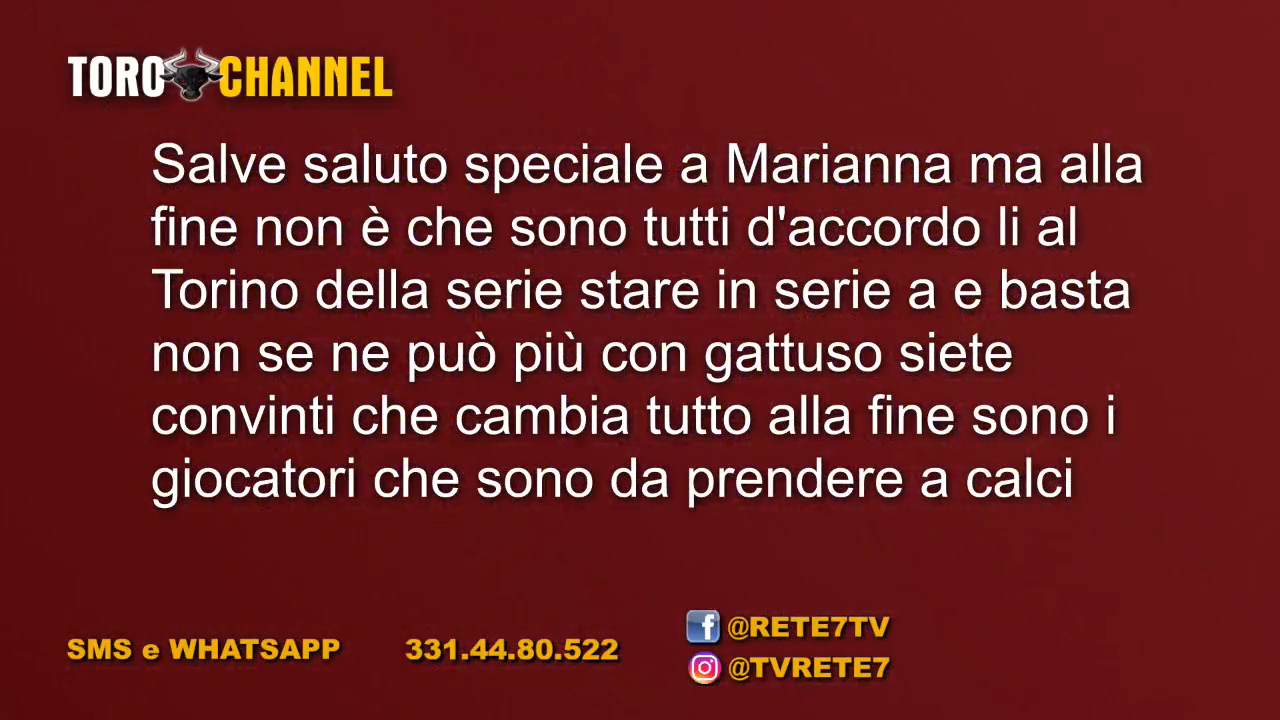 TORO CHANNEL
Salve saluto speciale a Marianna ma alla
fine non è che sono tutti d'accordo li al
Torino della serie stare in serie a e basta
non se ne può più con gattuso siete
convinti che cambia tutto alla fine sono i
giocatori che sono da prendere a calci
SMS e WHATSAPP 331.44.80.522
@RETE7TV
@TVRETE7